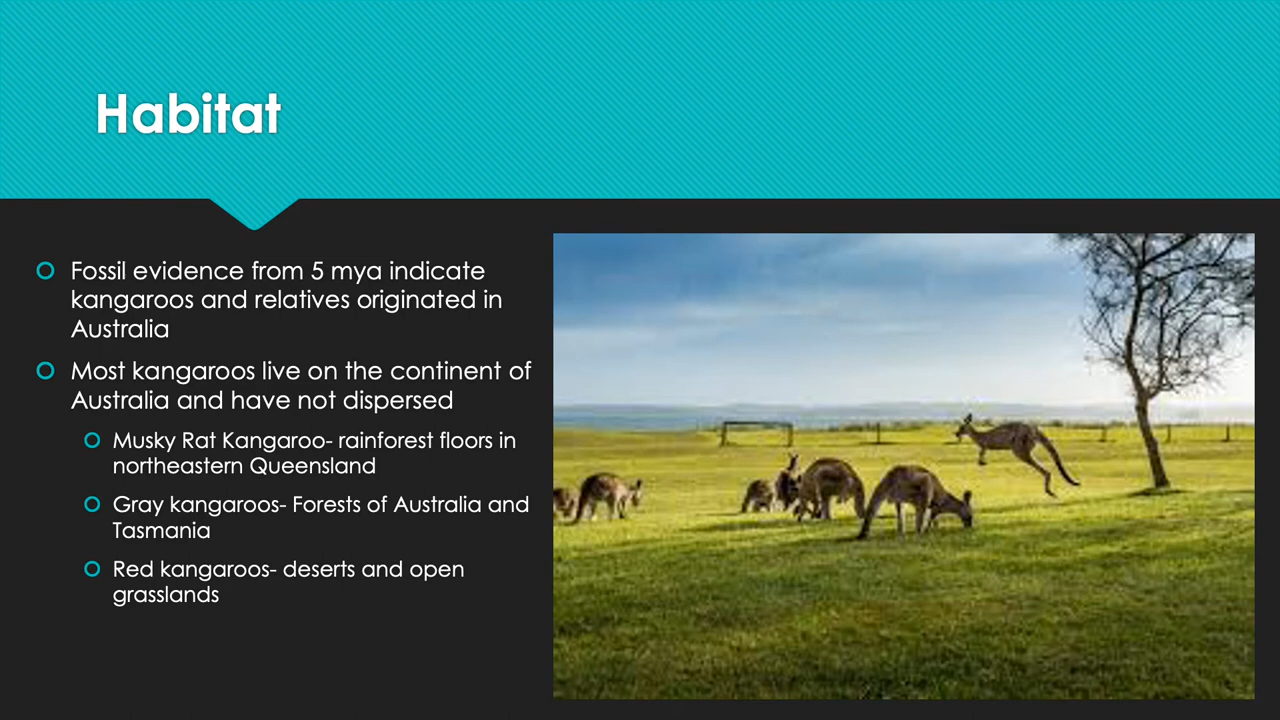 Habitat
Fossil evidence from 5 mya indicate
kangaroos and relatives originated in
Australia
Most kangaroos live on the continent of
Australia and have not dispersed
Musky Rat Kangaroo- rainforest floors in
northeastern Queensland
Gray kangaroos- Forests of Australia and
Tasmania
Red kangaroos- deserts and open
grasslands